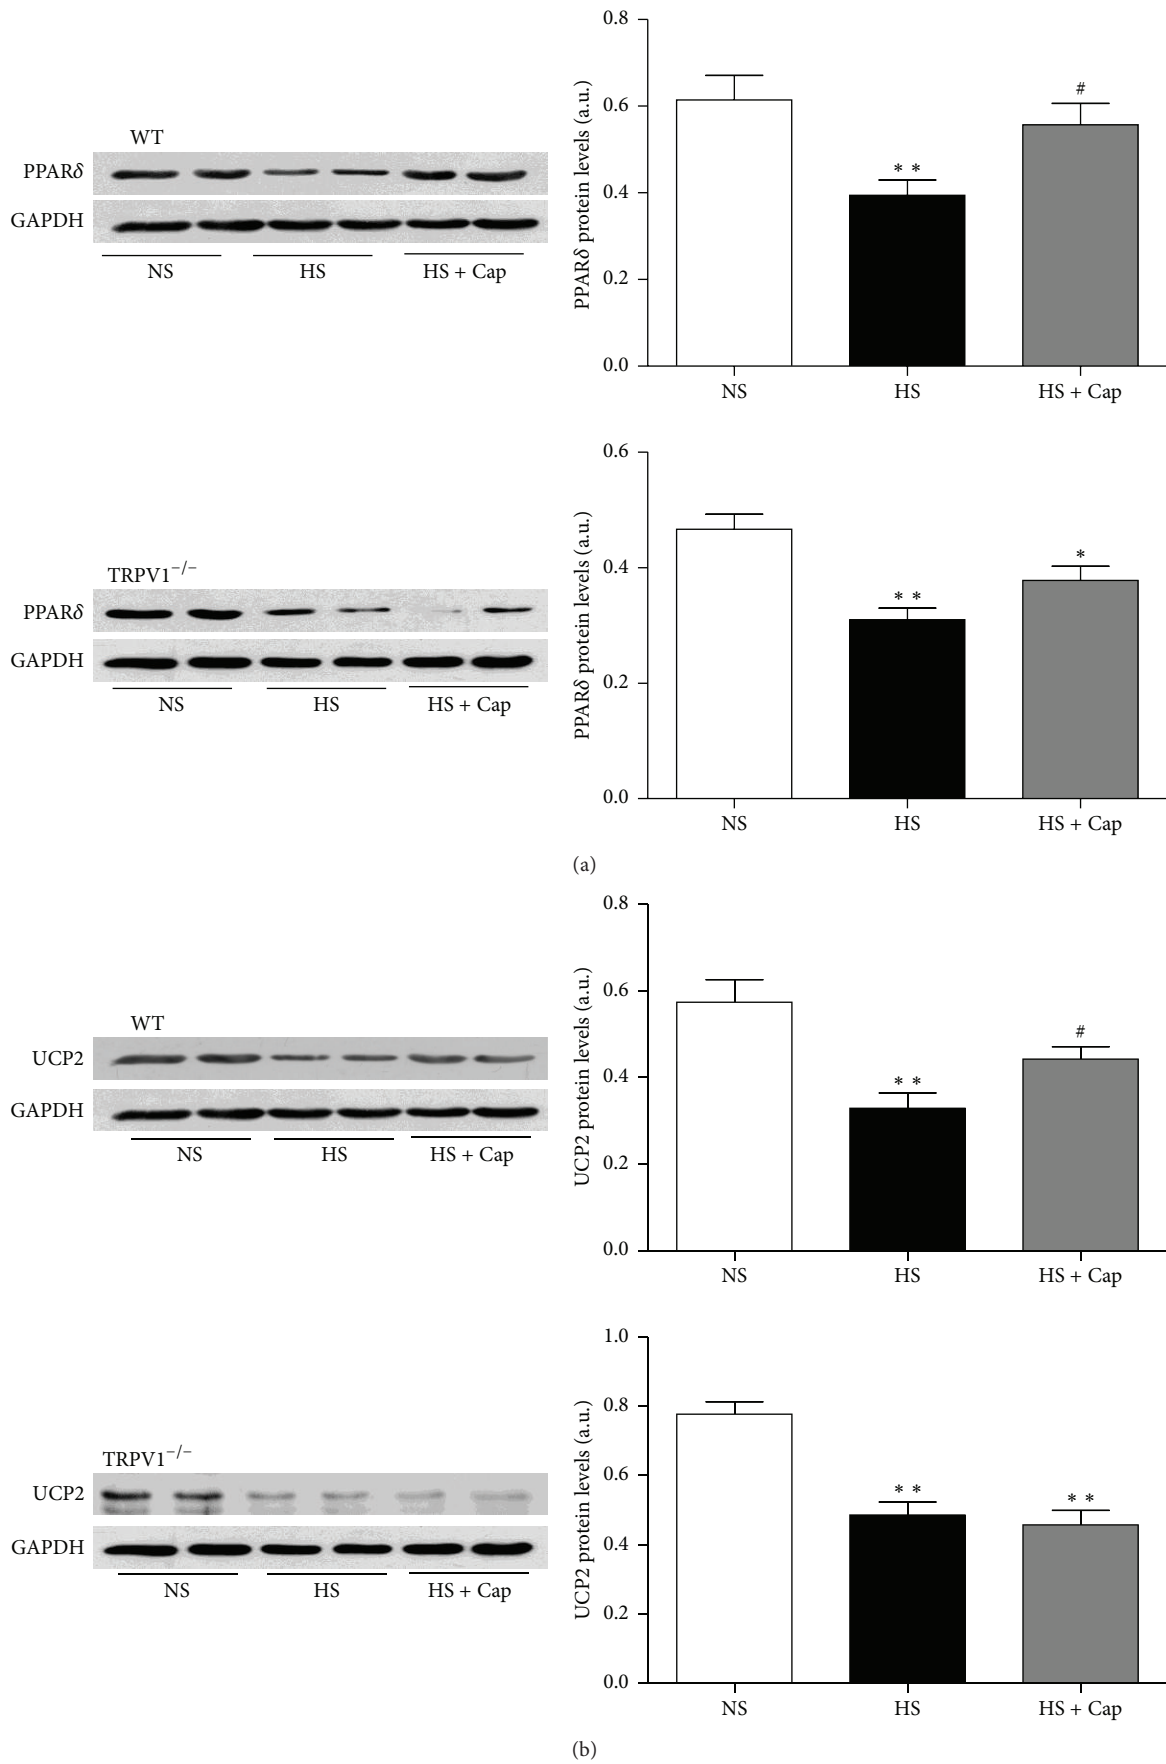 WT
PPARδ
GAPDH
NS HS HS + Cap
PPARδ protein levels (a.u.)
0.8
0.6
0.4
0.2
0.0
* *
#
NS HS HS + Cap
TRPV1−/−
PPARδ
GAPDH
NS HS HS + Cap
PPARδ protein levels (a.u.)
0.6
0.4
0.2
0.0
* *
*
NS HS HS + Cap
(a)
WT
UCP2
GAPDH
NS HS HS + Cap
UCP2 protein levels (a.u.)
0.8
0.6
0.4
0.2
0.0
* *
#
NS HS HS + Cap
TRPV1−/−
UCP2
GAPDH
NS HS HS + Cap
UCP2 protein levels (a.u.)
1.0
0.8
0.6
0.4
0.2
0.0
* *
* *
NS HS HS + Cap
(b)